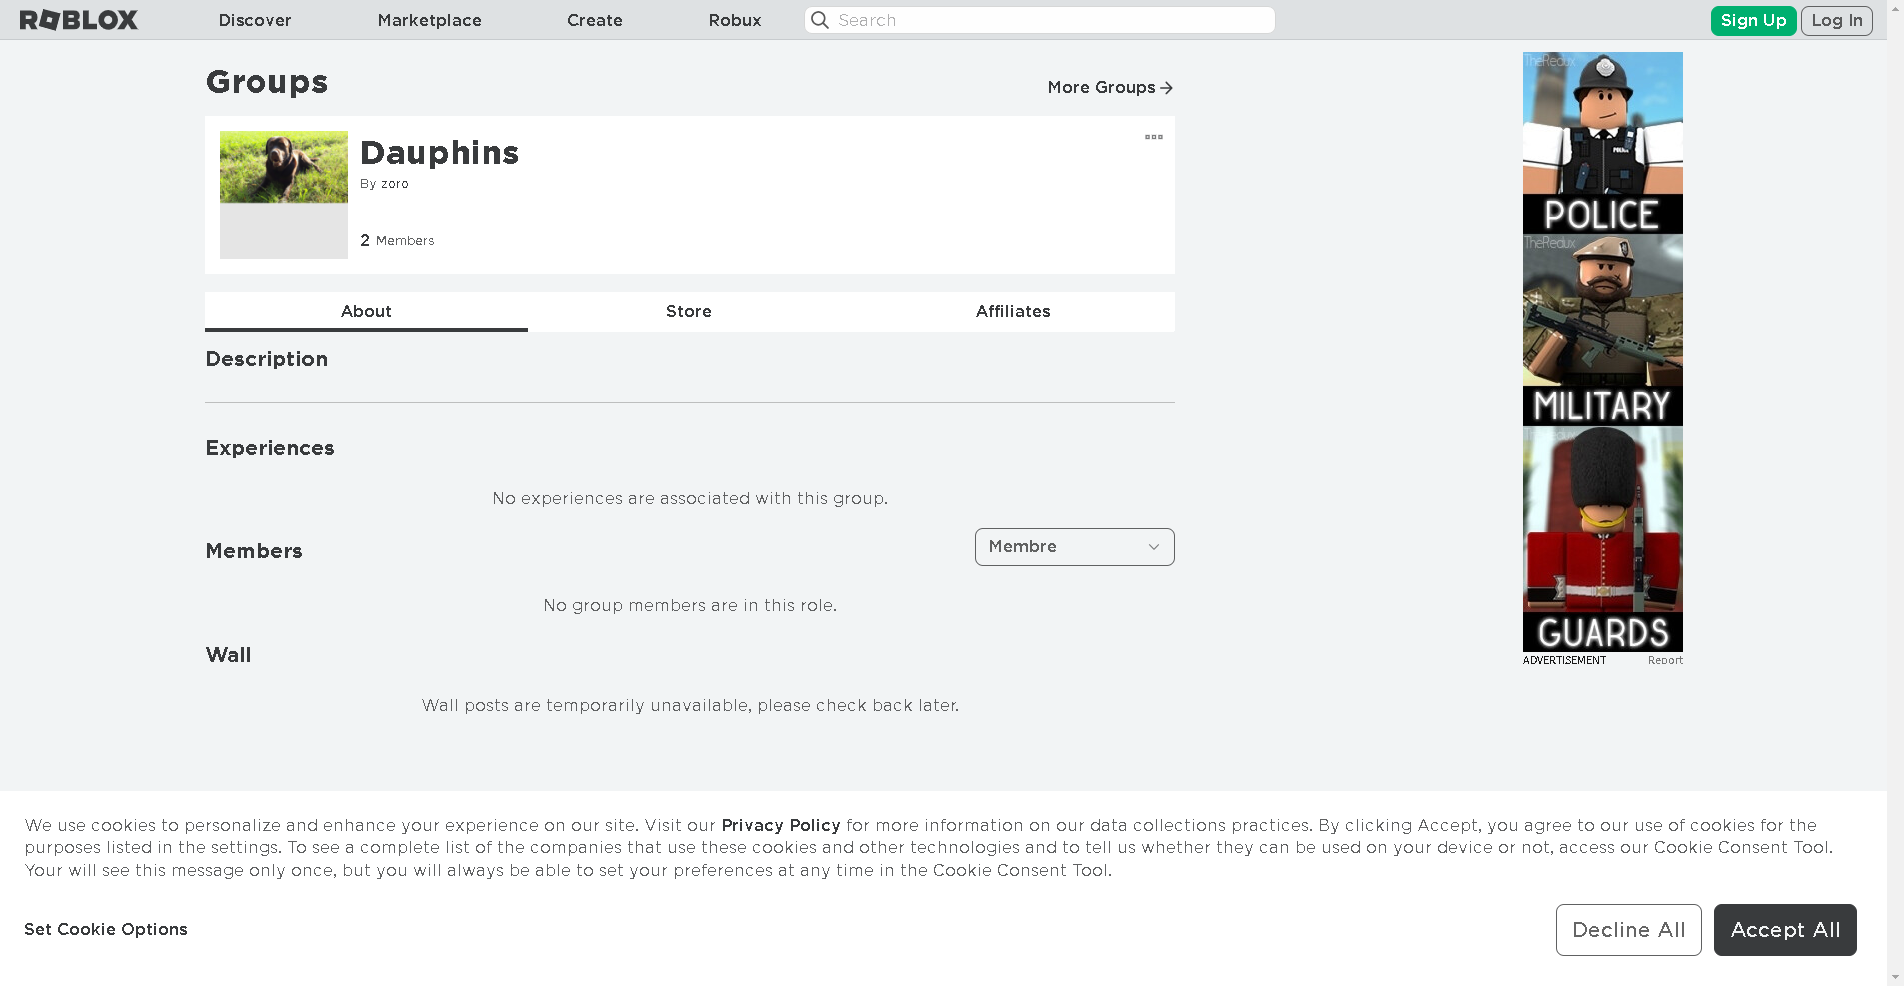 ROBLOX
Discover
Marketplace
Create
Robux
Search
Sign Up
Log In
Groups
More Groups
Dauphins
By zoro
2 Members
About
Store
Affiliates
Description
Experiences
No experiences are associated with this group.
Members
Membre
No group members are in this role.
Wall
Wall posts are temporarily unavailable, please check back later.
TheRedux
POLICE
POLICE
TheRedux
MILITARY
TheRedux
GUARDS
ADVERTISEMENT
Report
We use cookies to personalize and enhance your experience on our site. Visit our Privacy Policy for more information on our data collections practices. By clicking Accept, you agree to our use of cookies for the
purposes listed in the settings. To see a complete list of the companies that use these cookies and other technologies and to tell us whether they can be used on your device or not, access our Cookie Consent Tool.
Your will see this message only once, but you will always be able to set your preferences at any time in the Cookie Consent Tool.
Set Cookie Options
Decline All
Accept All